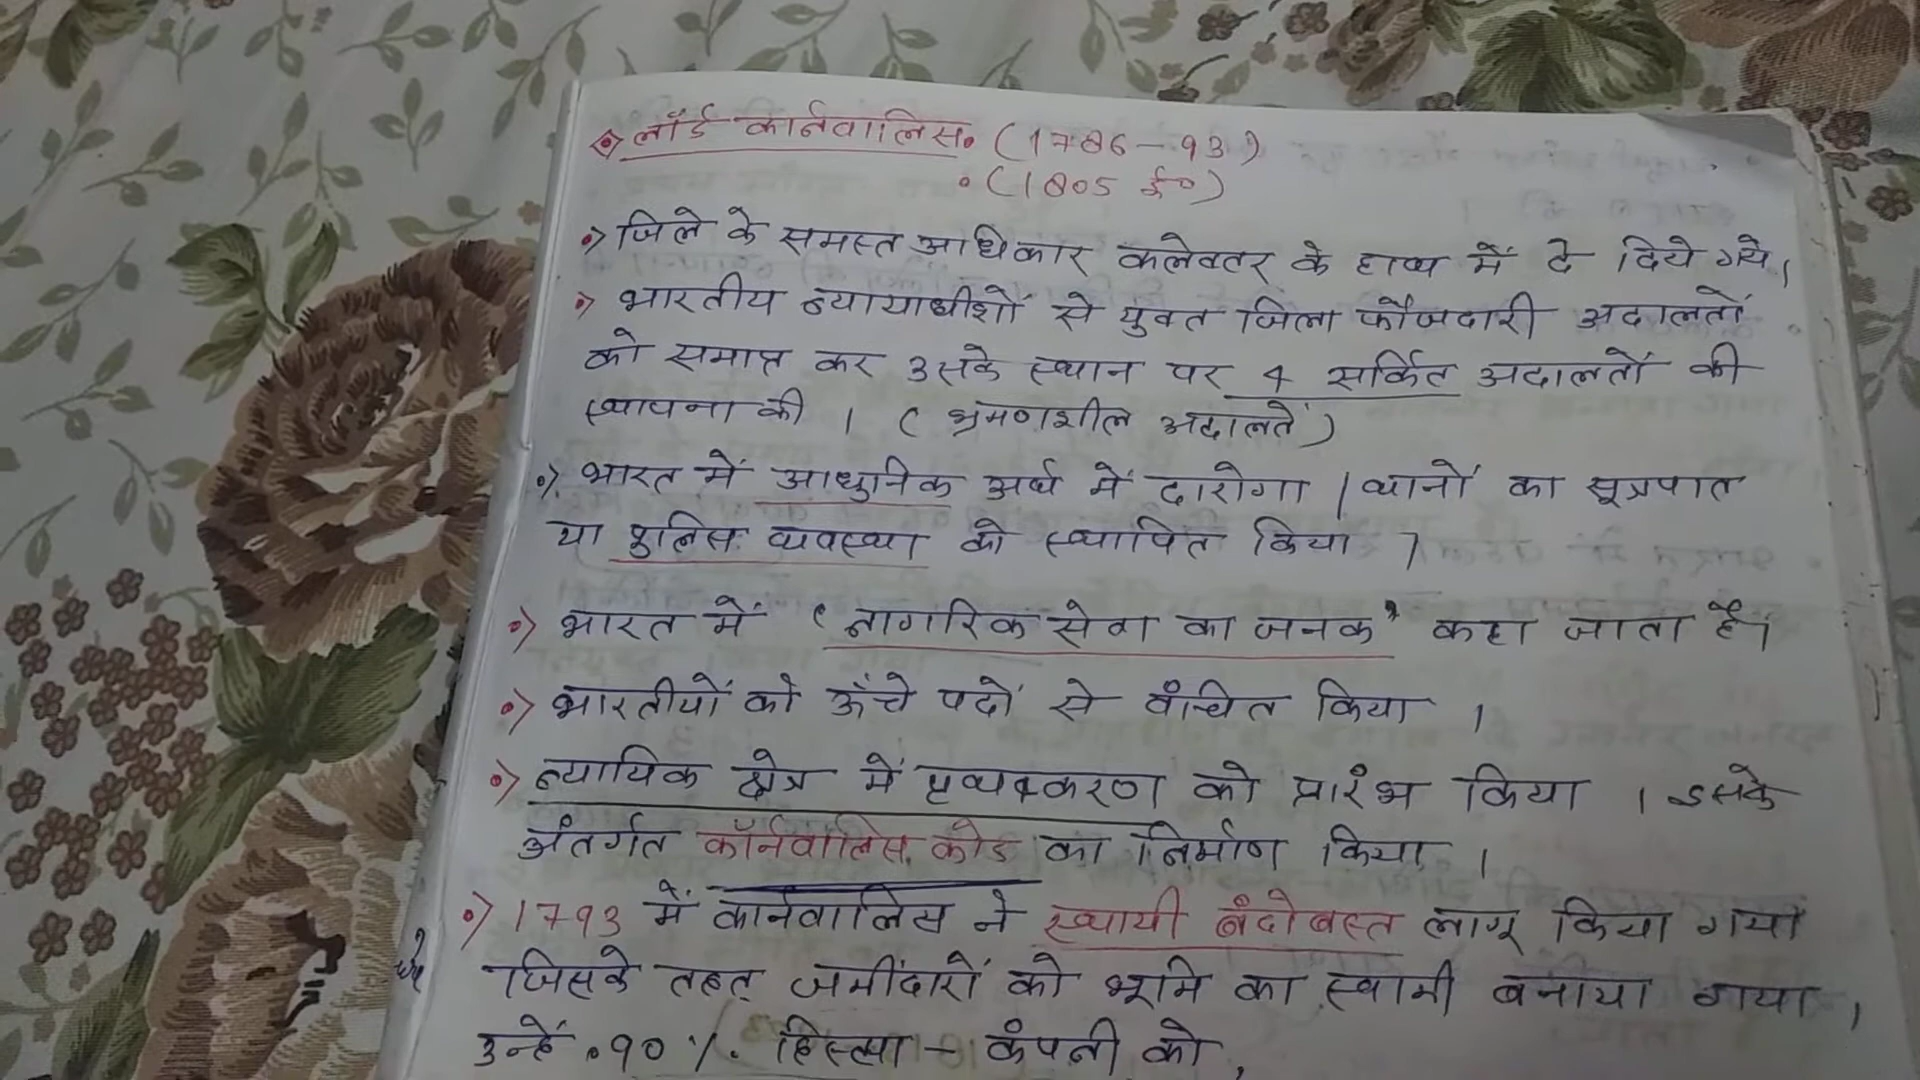 लॉर्ड कार्नवालिस • (1786-93)
• (1805 ई०)
जिले के समस्त अधिकार कलेक्टर के हाथ में दे दिये गये।
भारतीय न्यायाधीशों से युक्त जिला फौजदारी अदालतों
को समाप्त कर उसके स्थान पर 4 सर्किट अदालतों की
स्थापना की । ( भ्रमणशील अदालतें )
भारत में आधुनिक अर्थ में दारोगा / थानों का सूत्रपात
या पुलिस व्यवस्था को स्थापित किया ।
भारत में 'नागरिक सेवा का जनक' कहा जाता है।
भारतीयों को ऊँचे पदों से वंचित किया ।
न्यायिक क्षेत्र में पृथक्करण को प्रारंभ किया । इसके
अंतर्गत कॉर्नवालिस कोड का निर्माण किया ।
1793 में कार्नवालिस ने स्थायी बंदोबस्त लागू किया गया
जिसके तहत् जमींदारों को भूमि का स्वामी बनाया गया ।
उन्हें 90 % हिस्सा - कंपनी को,